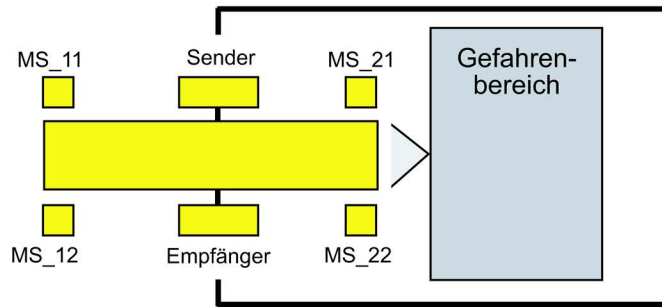 MS_11
Sender
MS_21
Gefahren-
bereich
MS_12
Empfänger
MS_22